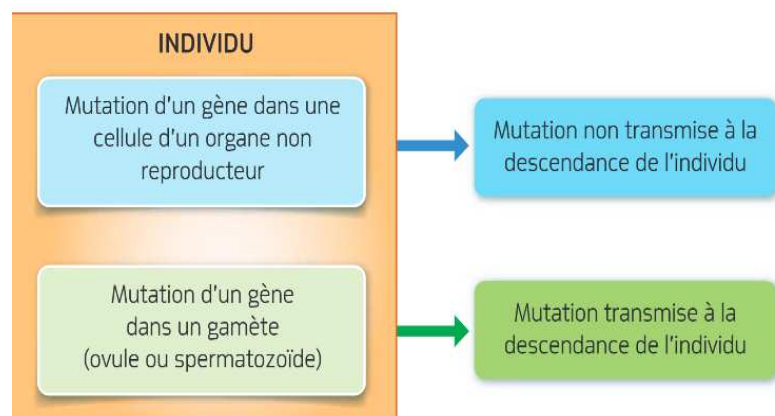 INDIVIDU
Mutation d'un gène dans une
cellule d'un organe non
reproducteur
Mutation non transmise à la
descendance de l'individu
Mutation d'un gène
dans un gamète
(ovule ou spermatozoïde)
Mutation transmise à la
descendance de l'individu